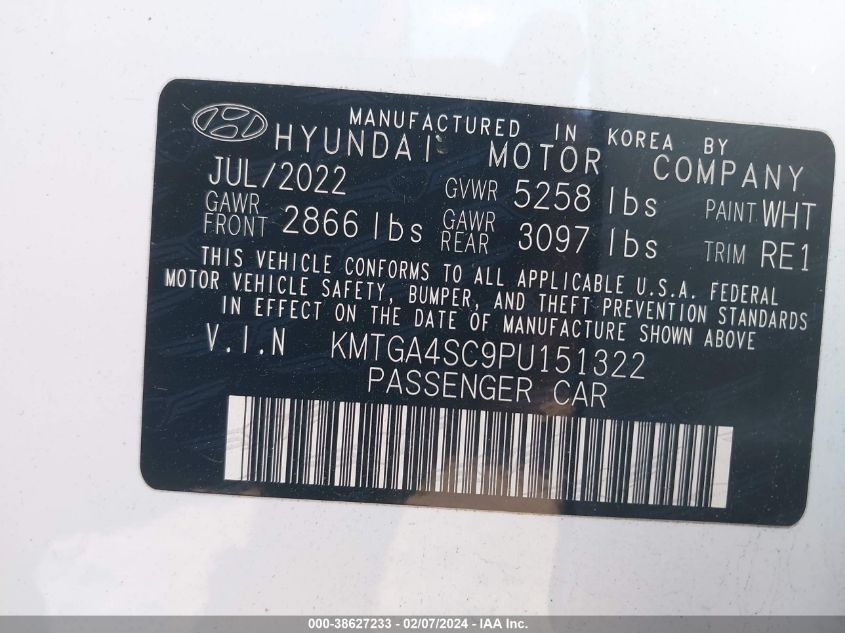 MANUFACTURED IN KOREA BY
HYUNDAI MOTOR COMPANY
JUL/2022 GVWR 5258 lbs PAINT WHT
GAWR FRONT 2866 lbs GAWR REAR 3097 lbs TRIM RE1
THIS VEHICLE CONFORMS TO ALL APPLICABLE U.S.A. FEDERAL
MOTOR VEHICLE SAFETY, BUMPER, AND THEFT PREVENTION STANDARDS
IN EFFECT ON THE DATE OF MANUFACTURE SHOWN ABOVE
V.I.N KMTGA4SC9PU151322
PASSENGER CAR
000-38627233 - 02/07/2024 - IAA Inc.